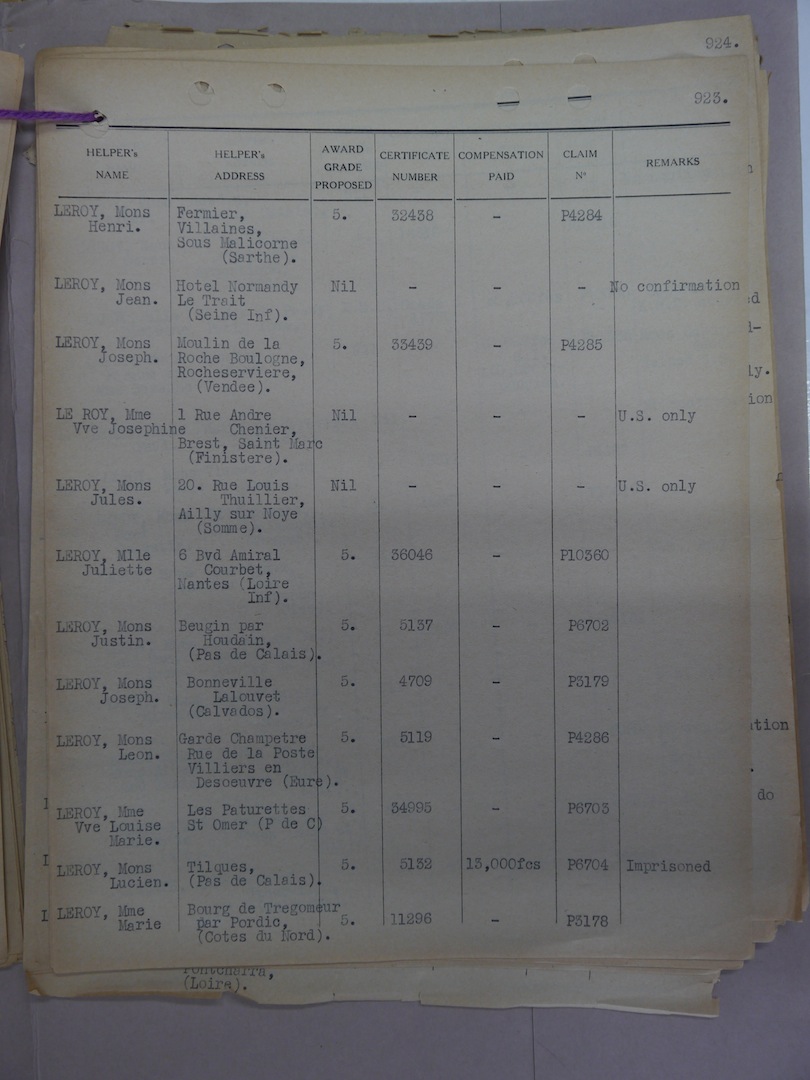 924.
923.
HELPER's NAME HELPER's ADDRESS AWARD GRADE PROPOSED CERTIFICATE NUMBER COMPENSATION PAID CLAIM N° REMARKS
LEROY, Mons Fermier, 5. 32438 - P4284
Henri. Villaines,
Sous Malicorne
(Sarthe).
LEROY, Mons Hotel Normandy Nil - - - No confirmation
Jean. Le Trait
(Seine Inf).
LEROY, Mons Moulin de la 5. 33439 - P4285
Joseph. Roche Boulogne,
Rocheserviere,
(Vendee).
LE ROY, Mme 1 Rue Andre Nil - - - U.S. only
Vve Josephine Chenier,
Brest, Saint Marc
(Finistere).
LEROY, Mons 20. Rue Louis Nil - - - U.S. only
Jules. Thuillier,
Ailly sur Noye
(Somme).
LEROY, Mlle 6 Bvd Amiral 5. 36046 - P10360
Juliette Courbet,
Nantes (Loire
Inf).
LEROY, Mons Beugin par 5. 5137 - P6702
Justin. Houdain,
(Pas de Calais).
LEROY, Mons Bonneville 5. 4709 - P3179
Joseph. Lalouvet
(Calvados).
LEROY, Mons Garde Champetre 5. 5119 - P4286
Leon. Rue de la Poste
Villiers en
Desoeuvre (Eure).
LEROY, Mme Les Paturettes 5. 34995 - P6703
Vve Louise St Omer (P de C)
Marie.
LEROY, Mons Tilques, 5. 5132 13,000fcs P6704 Imprisoned
Lucien. (Pas de Calais).
LEROY, Mme Bourg de Tregomeur
Marie par Pordic, 5. 11296 - P3178
(Cotes du Nord).
(Loire).
do